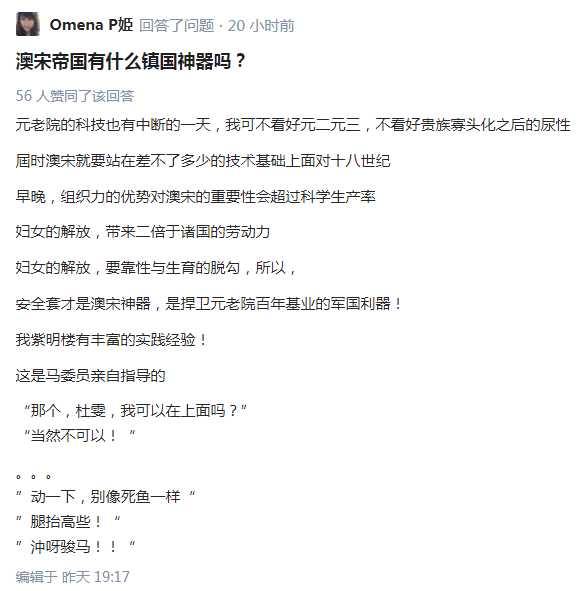 Omena P姬 回答了问题 · 20 小时前
澳宋帝国有什么镇国神器吗？
56 人赞同了该回答
元老院的科技也有中断的一天，我可不看好元二元三，不看好贵族寡头化之后的尿性
届时澳宋就要站在差不了多少的技术基础上面对十八世纪
早晚，组织力的优势对澳宋的重要性会超过科学生产率
妇女的解放，带来二倍于诸国的劳动力
妇女的解放，要靠性与生育的脱勾，所以，
安全套才是澳宋神器，是捍卫元老院百年基业的军国利器！
我紫明楼有丰富的实践经验！
这是马委员亲自指导的
“那个，杜雯，我可以在上面吗？”
“当然不可以！“
。。。
”动一下，别像死鱼一样“
”腿抬高些！“
”沖呀骏马！！“
编辑于 昨天 19:17